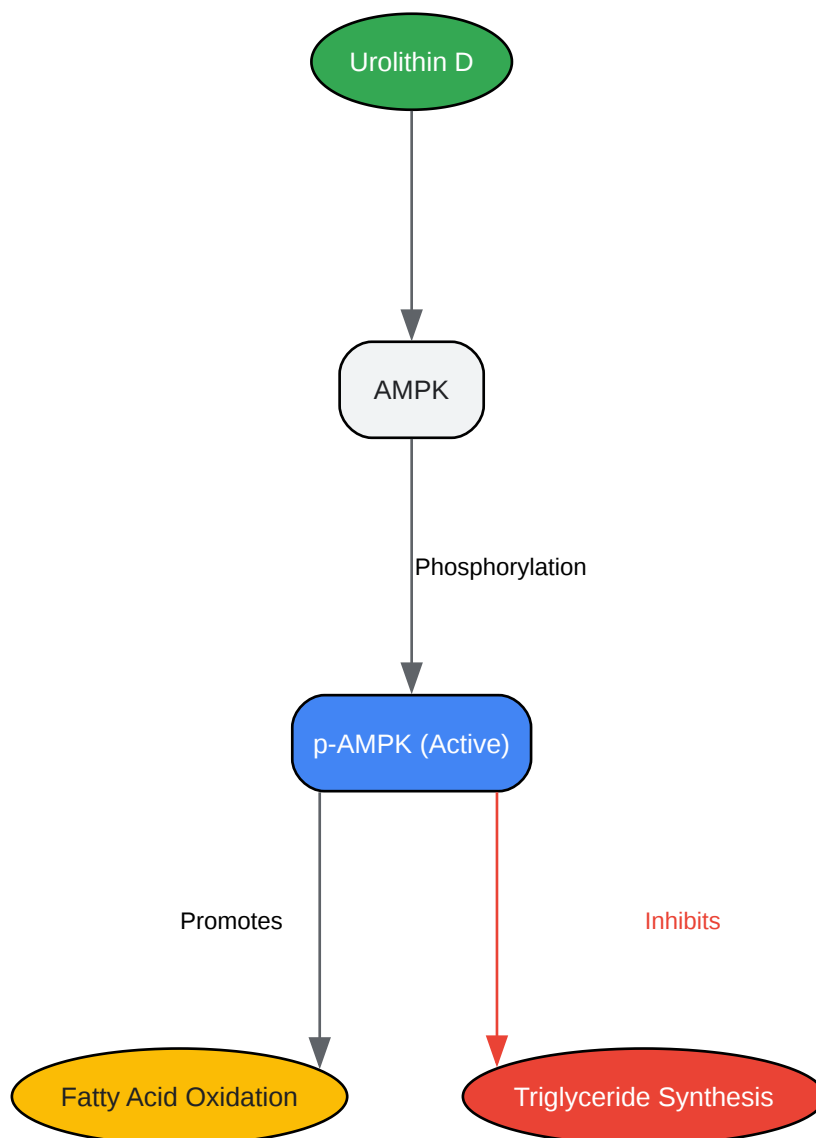 Urolithin D
AMPK
Phosphorylation
p-AMPK (Active)
Promotes
Inhibits
Fatty Acid Oxidation
Triglyceride Synthesis